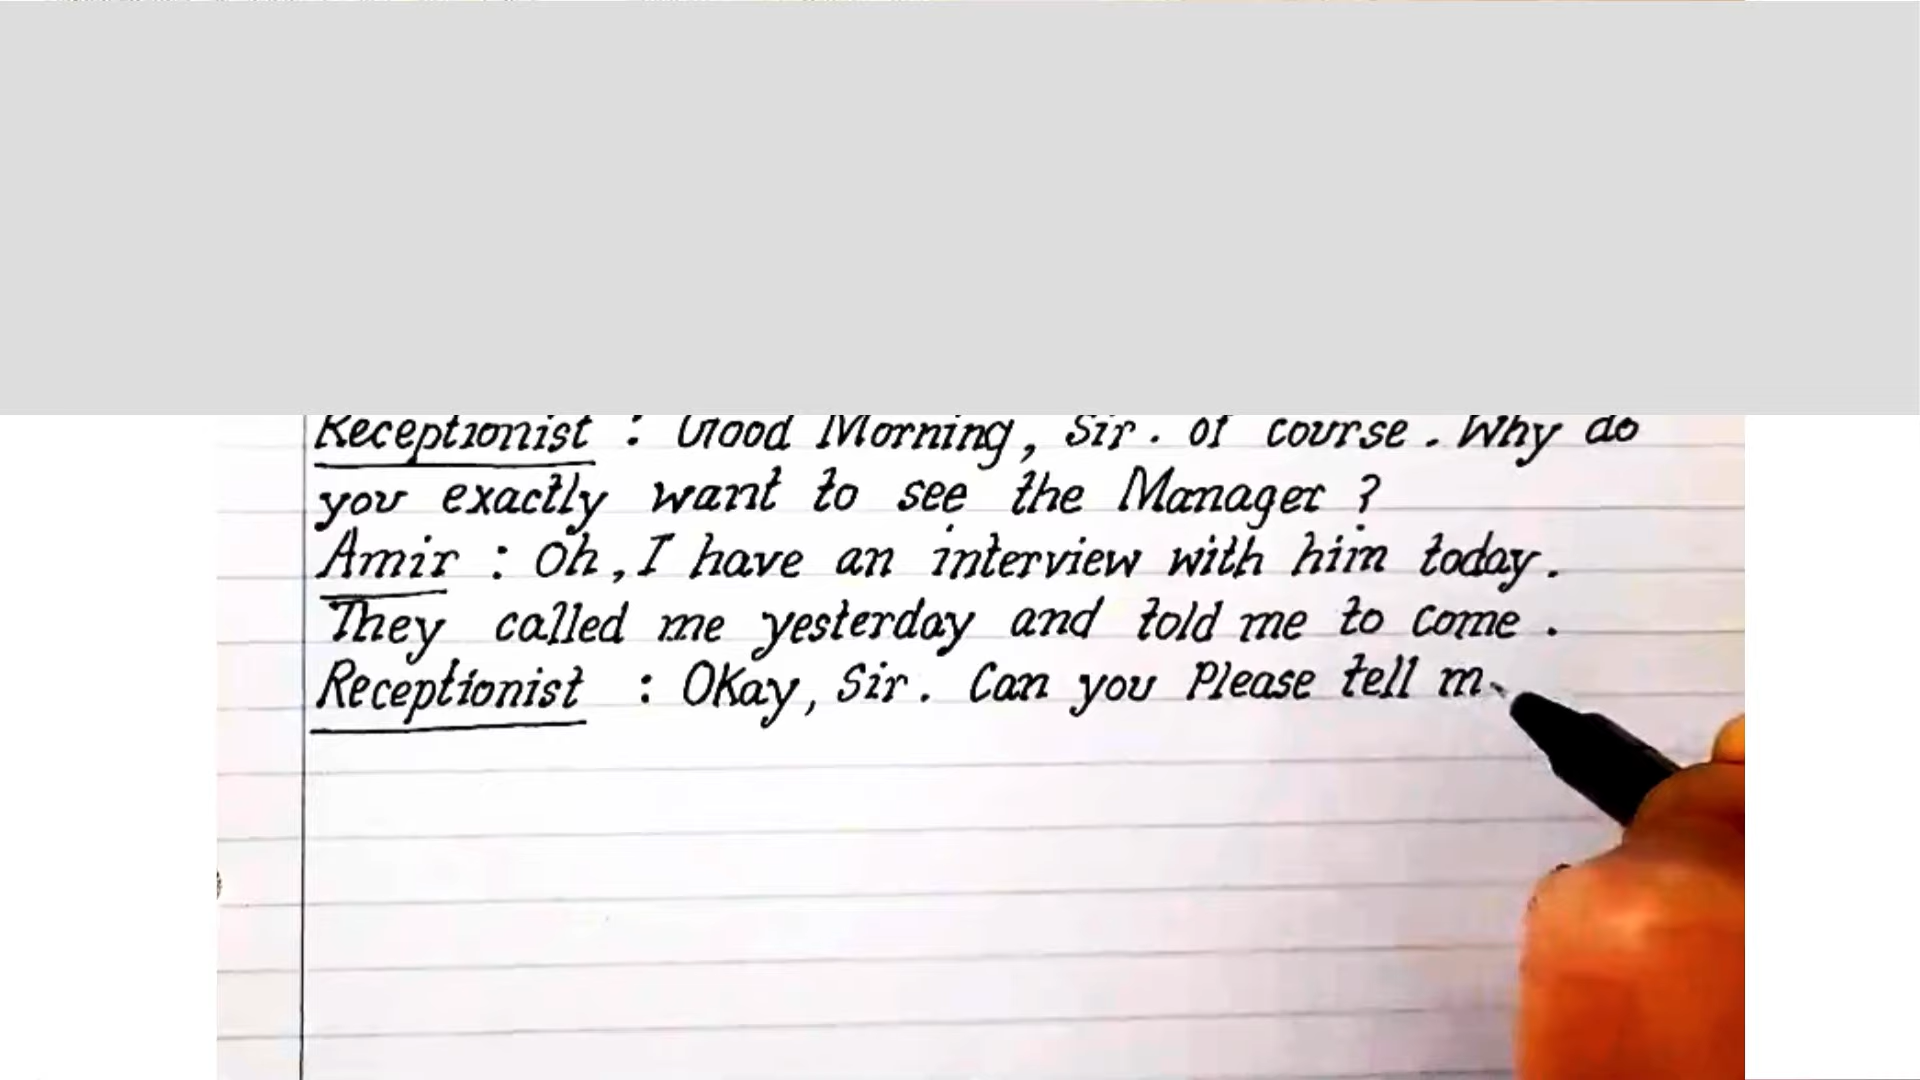 Receptionist : Good Morning, Sir. of course. Why do
you exactly want to see the Manager ?
Amir : Oh, I have an interview with him today.
They called me yesterday and told me to come.
Receptionist : Okay, Sir. Can you Please tell m